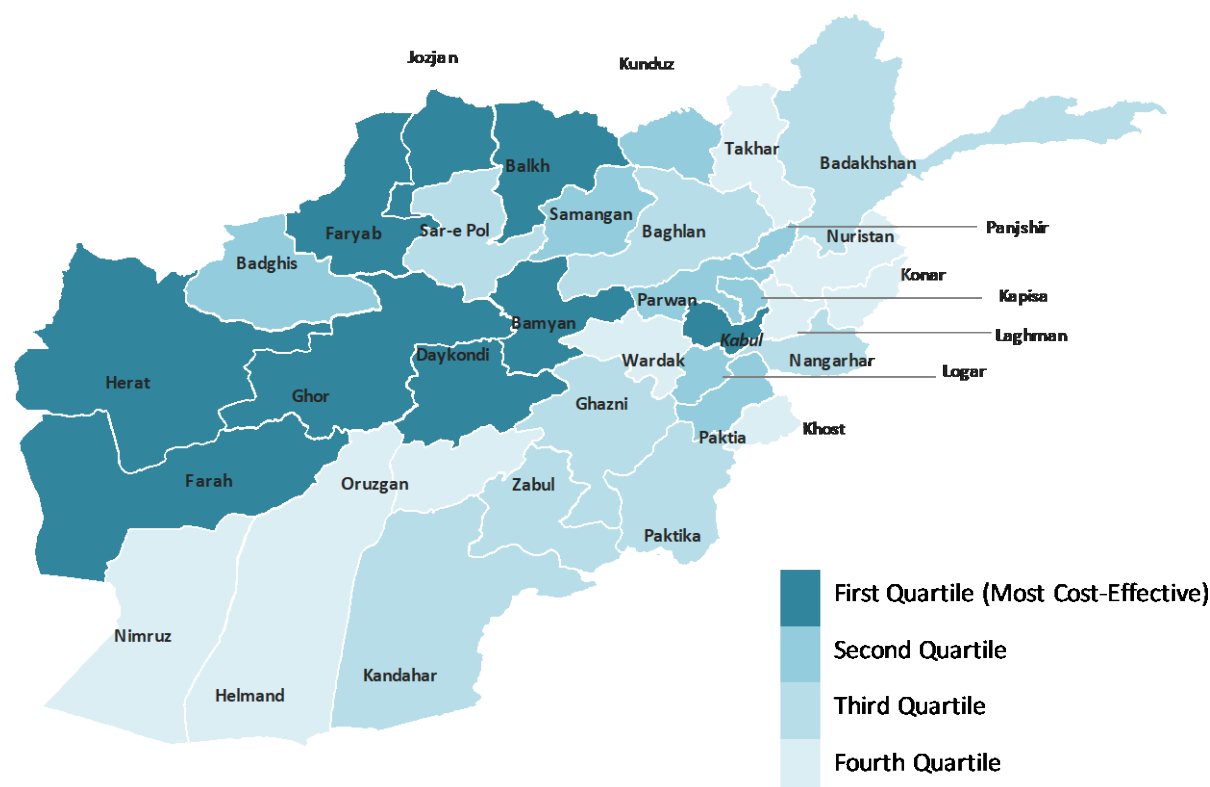 Jozjan
Kunduz
Takhar
Badakhshan
Balkh
Samangan
Faryab
Sar-e Pol
Baghlan
Panjshir
Nuristan
Badghis
Konar
Parwan
Kapisa
Bamyan
Kabul
Laghman
Daykondi
Wardak
Nangarhar
Logar
Herat
Ghor
Ghazni
Khost
Paktia
Farah
Oruzgan
Zabul
Paktika
First Quartile (Most Cost-Effective)
Nimruz
Second Quartile
Kandahar
Helmand
Third Quartile
Fourth Quartile